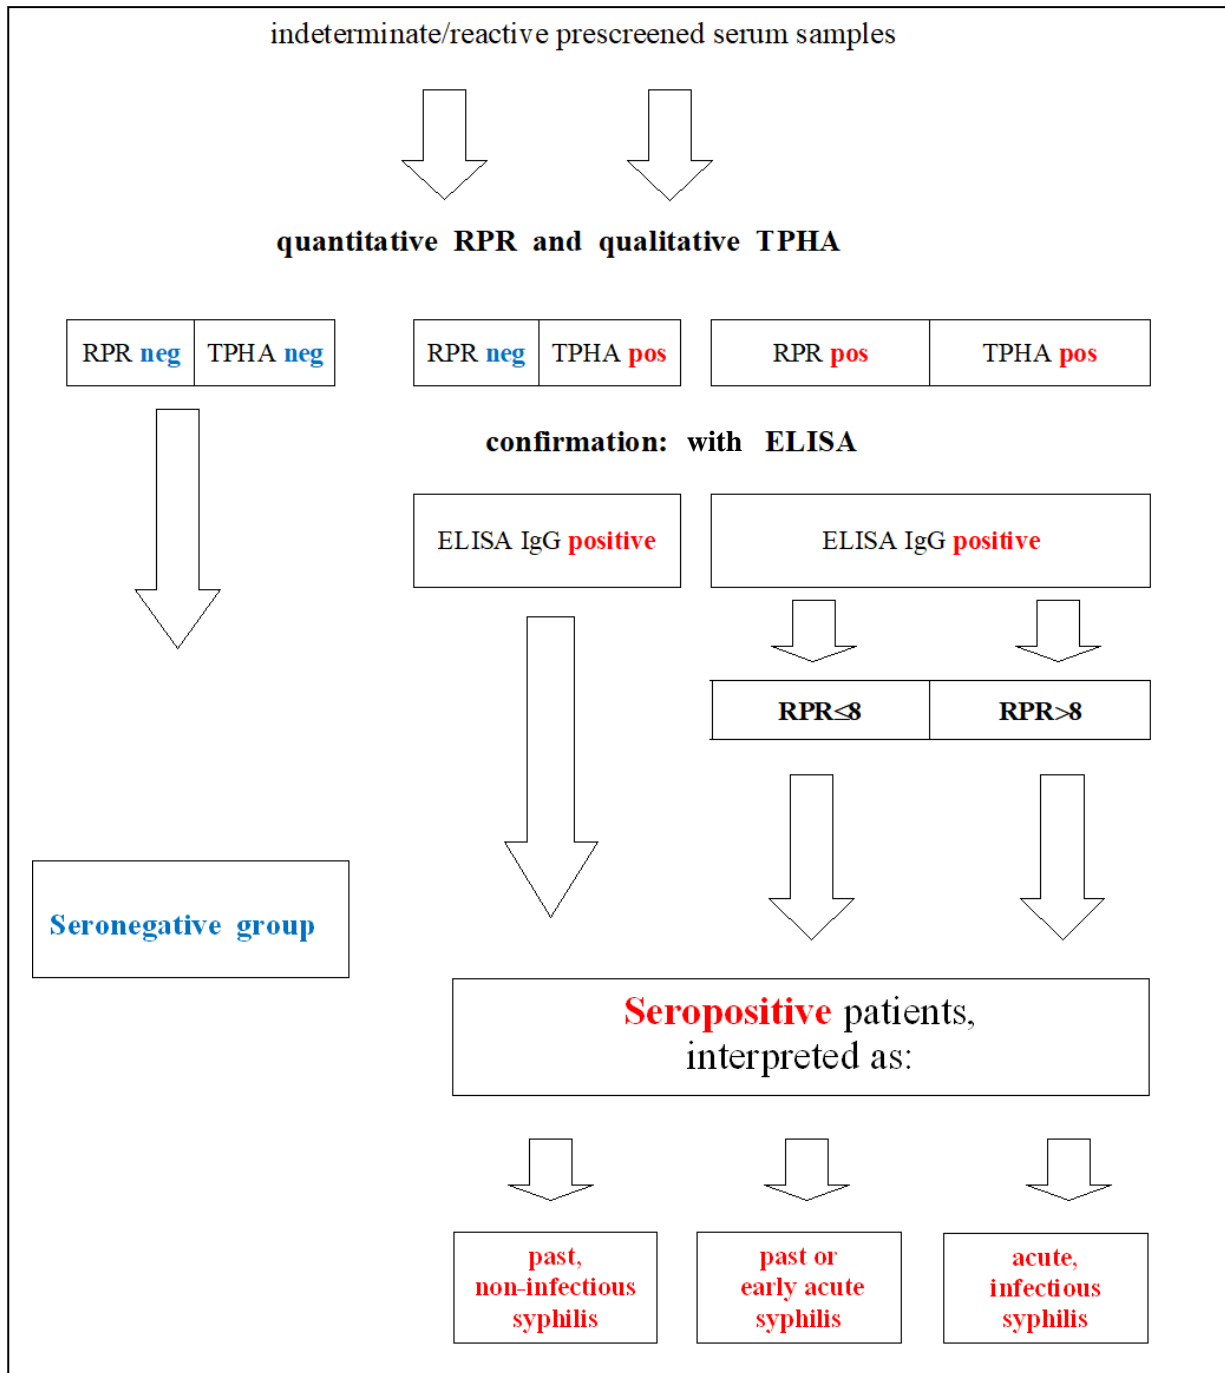 indeterminate/reactive prescreened serum samples
quantitative RPR and qualitative TPHA
RPR neg TPHA neg RPR neg TPHA pos RPR pos TPHA pos
confirmation: with ELISA
ELISA IgG positive ELISA IgG positive
RPR≤8 RPR>8
Seronegative group
Seropositive patients,
interpreted as:
past,
non-infectious
syphilis
past or
early acute
syphilis
acute,
infectious
syphilis